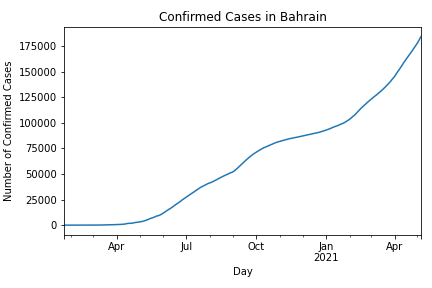 Confirmed Cases in Bahrain
Number of Confirmed Cases
175000
150000
125000
100000
75000
50000
25000
0
Apr Jul Oct Jan Apr
2021
Day